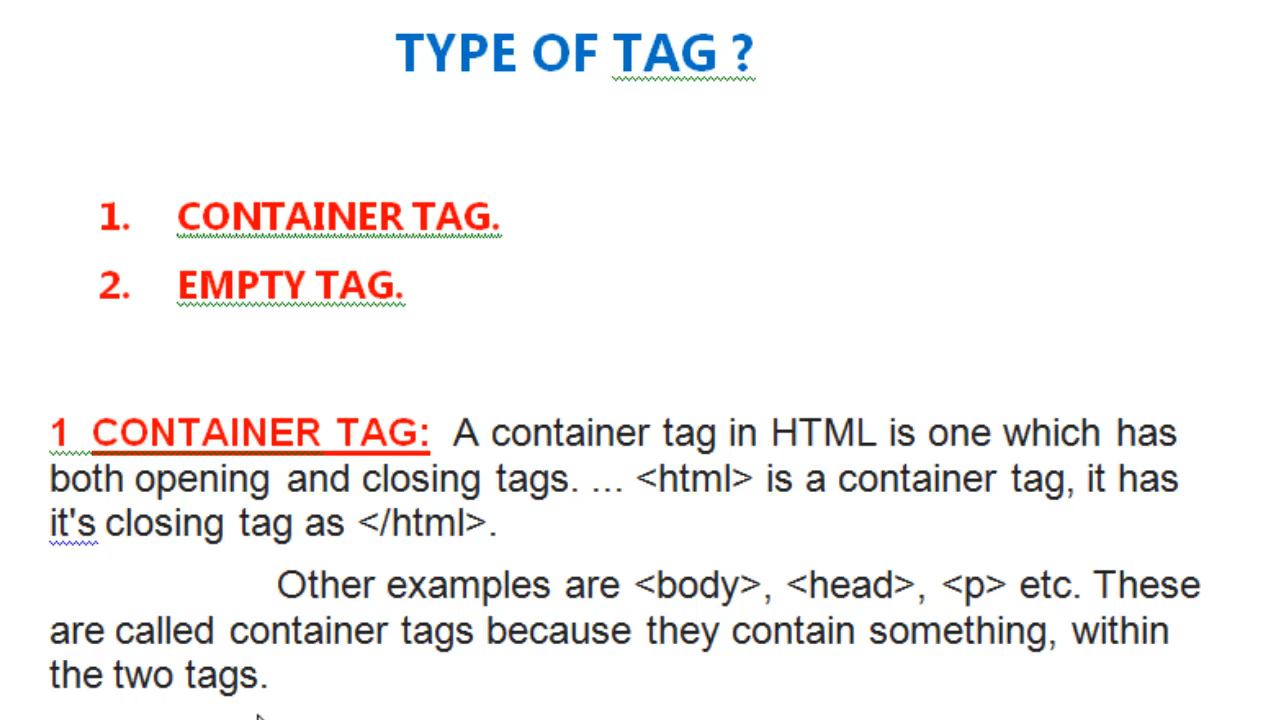 TYPE OF TAG ?
1. CONTAINER TAG.
2. EMPTY TAG.
1 CONTAINER TAG: A container tag in HTML is one which has
both opening and closing tags. ... <html> is a container tag, it has
it's closing tag as </html>.
Other examples are <body>, <head>, <p> etc. These
are called container tags because they contain something, within
the two tags.